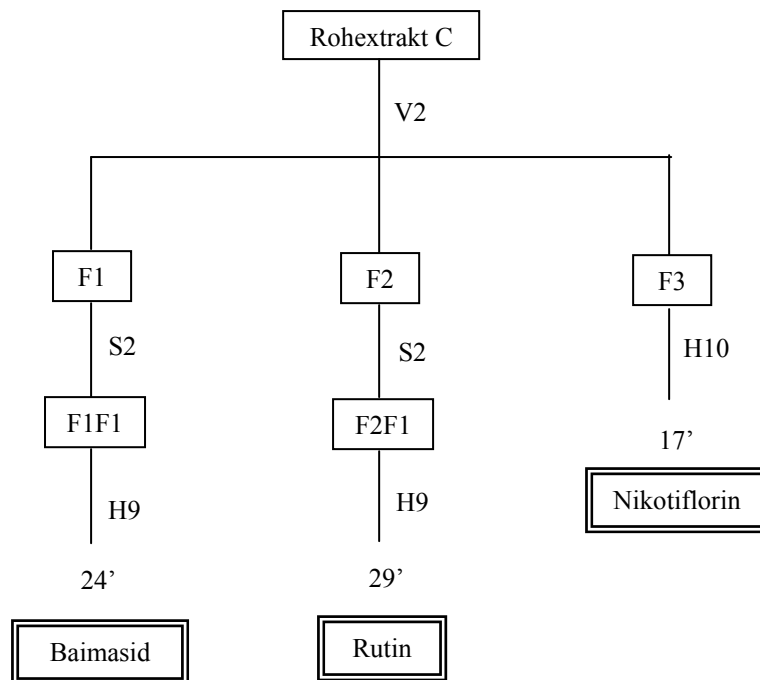 Rohextrakt C
V2
F1
F2
F3
S2
S2
H10
F1F1
F2F1
17’
H9
H9
Nikotiflorin
24’
29’
Baimasid
Rutin